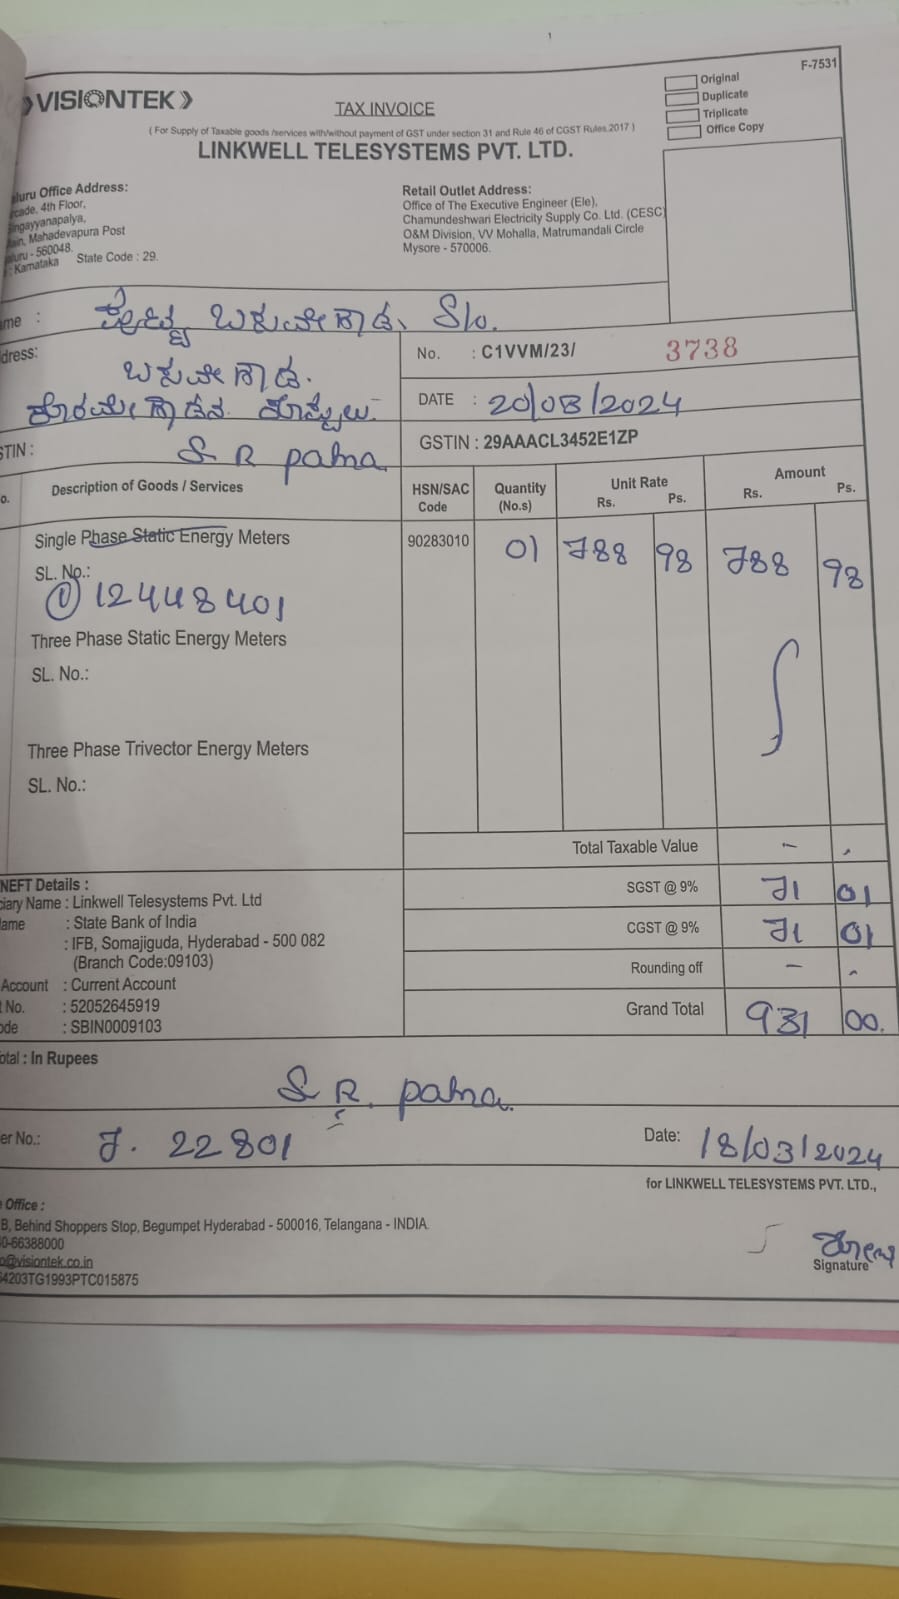 F-7531
Original
Duplicate
Triplicate
Office Copy
VISIONTEK
TAX INVOICE
( For Supply of Taxable goods /services with/without payment of GST under section 31 and Rule 46 of CGST Rules.2017 )
LINKWELL TELESYSTEMS PVT. LTD.
Office Address:
4th Floor,
Mahadevapura Post
- 560048.
Karnataka State Code : 29.
Retail Outlet Address:
Office of The Executive Engineer (Ele),
Chamundeshwari Electricity Supply Co. Ltd. (CESC)
O&M Division, VV Mohalla, Matrumandali Circle
Mysore - 570006.
: ಬಸುವೇಗೌಡ, S/o.
ಬಸುವೇಗೌಡ.
S R patna
No. : C1VVM/23/ 3738
DATE : 20/03/2024
GSTIN : 29AAACL3452E1ZP
Description of Goods / Services HSN/SAC Code Quantity (No.s) Unit Rate Rs. Ps. Amount Rs. Ps.
Single Phase Static Energy Meters 90283010 01 788 98 788 98
SL. No.:
① 12448401
Three Phase Static Energy Meters
SL. No.:
Three Phase Trivector Energy Meters
SL. No.:
Total Taxable Value - .
SGST @ 9% 71 01
CGST @ 9% 71 01
Rounding off - .
Grand Total 931 00.
NEFT Details :
Name : Linkwell Telesystems Pvt. Ltd
: State Bank of India
: IFB, Somajiguda, Hyderabad - 500 082
(Branch Code:09103)
Account : Current Account
No. : 52052645919
: SBIN0009103
: In Rupees
S R. patna.
No.: J. 22801
Date: 18/03/2024
for LINKWELL TELESYSTEMS PVT. LTD.,
Office :
Behind Shoppers Stop, Begumpet Hyderabad - 500016, Telangana - INDIA.
66388000
@visiontek.co.in
4203TG1993PTC015875
Signature